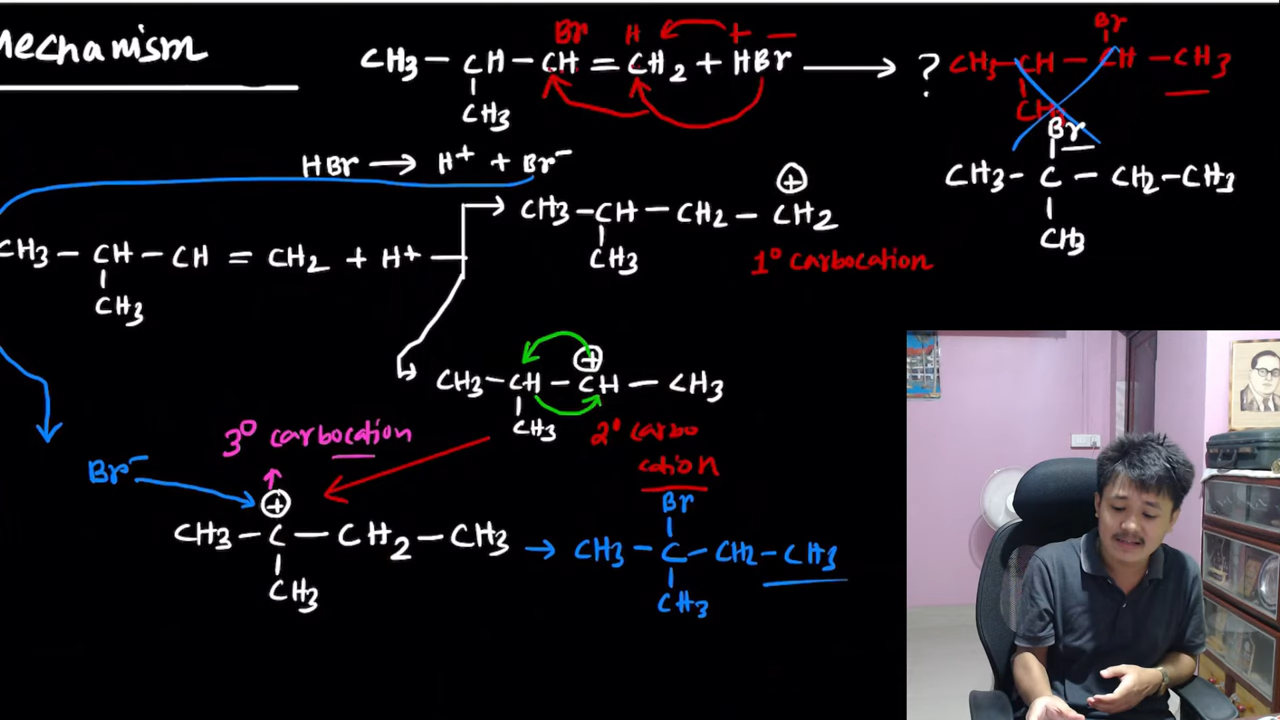 Mechanism
CH3 – CH – CH = CH2 + HBr → ?
Br H + −
CH3
CH3 – CH – CH – CH3
Br
CH3 – C – CH2 – CH3
Br
CH3
HBr → H+ + Br−
CH3 – CH – CH = CH2 + H+
CH3
CH3 – CH – CH2 – CH2
+
CH3
1° carbocation
CH3 – CH – CH – CH3
+
CH3
2° carbo
cation
3° carbocation
Br−
+
CH3 – C – CH2 – CH3
CH3
→ CH3 – C – CH2 – CH3
Br
CH3